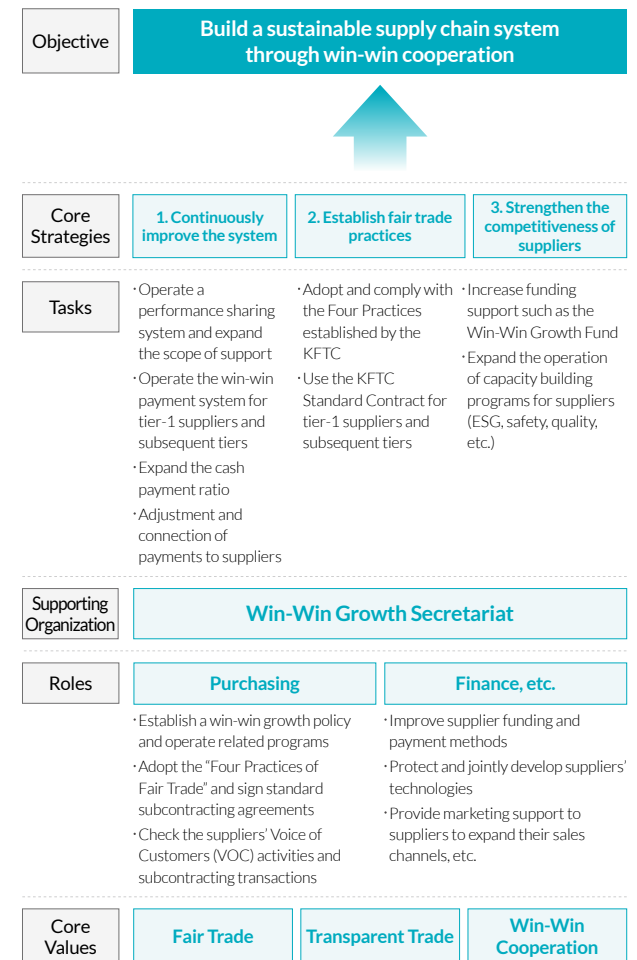 Objective
Build a sustainable supply chain system
through win-win cooperation
Core
Strategies
1. Continuously
improve the system
2. Establish fair trade
practices
3. Strengthen the
competitiveness of
suppliers
Tasks
·Operate a
performance sharing
system and expand
the scope of support
·Operate the win-win
payment system for
tier-1 suppliers and
subsequent tiers
·Expand the cash
payment ratio
·Adjustment and
connection of
payments to suppliers
·Adopt and comply with
the Four Practices
established by the
KFTC
·Use the KFTC
Standard Contract for
tier-1 suppliers and
subsequent tiers
·Increase funding
support such as the
Win-Win Growth Fund
·Expand the operation
of capacity building
programs for suppliers
(ESG, safety, quality,
etc.)
Supporting
Organization
Win-Win Growth Secretariat
Roles
Purchasing
·Establish a win-win growth policy
and operate related programs
·Adopt the “Four Practices of
Fair Trade” and sign standard
subcontracting agreements
·Check the suppliers’ Voice of
Customers (VOC) activities and
subcontracting transactions
Finance, etc.
·Improve supplier funding and
payment methods
·Protect and jointly develop suppliers’
technologies
·Provide marketing support to
suppliers to expand their sales
channels, etc.
Core
Values
Fair Trade
Transparent Trade
Win-Win
Cooperation